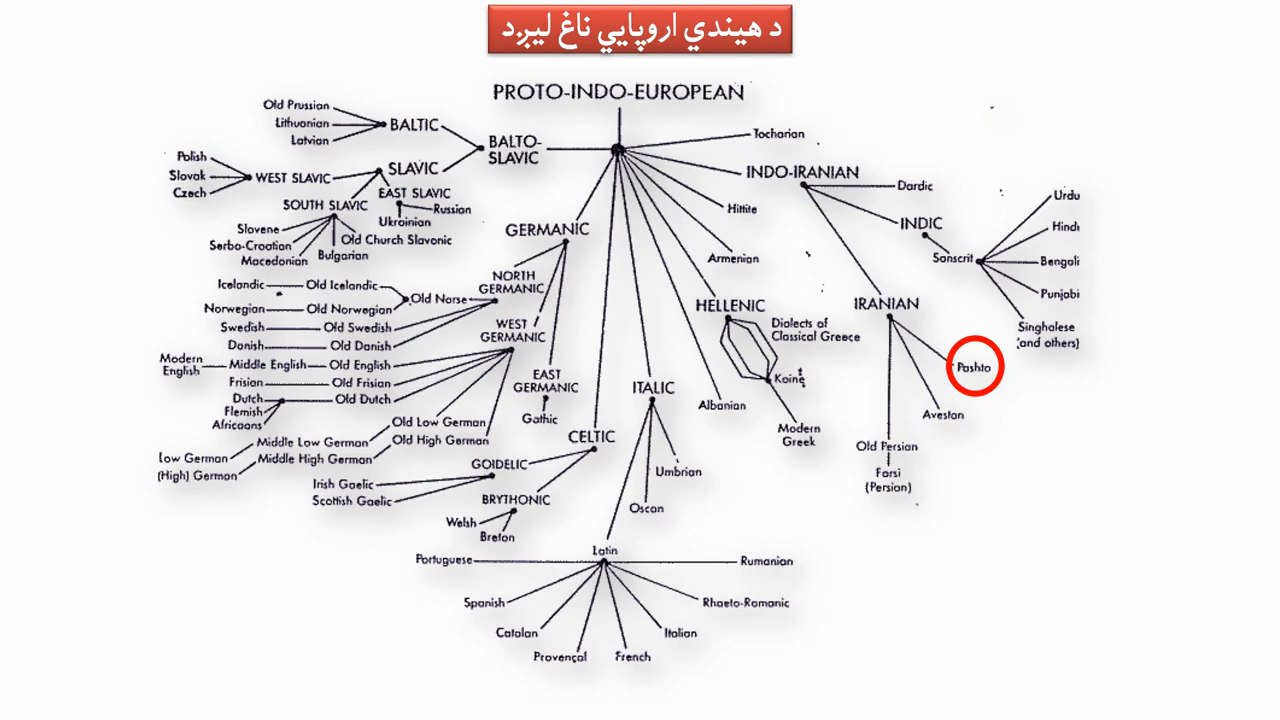 د هیندي اروپايي ناغ لیږد
PROTO-INDO-EUROPEAN
Old Prussian
Lithuanian
Latvian
BALTIC
BALTO-
SLAVIC
Tocharian
Polish
Slovak
Czech
WEST SLAVIC
SLAVIC
EAST SLAVIC
Russian
Ukrainian
SOUTH SLAVIC
Slovene
Serbo-Croatian
Macedonian
Bulgarian
Old Church Slavonic
INDO-IRANIAN
Dardic
INDIC
Sanscrit
Urdu
Hindi
Bengali
Punjabi
Singhalese
(and others)
Hittite
Armenian
GERMANIC
NORTH
GERMANIC
Icelandic
Old Icelandic
Old Norse
Norwegian
Old Norwegian
Swedish
Old Swedish
Danish
Old Danish
WEST
GERMANIC
Modern
English
Middle English
Old English
Frisian
Old Frisian
Dutch
Flemish
Africaans
Old Dutch
Old Low German
Middle Low German
Low German
Old High German
Middle High German
(High) German
EAST
GERMANIC
Gothic
HELLENIC
Dialects of
Classical Greece
Koinę
Modern
Greek
IRANIAN
Pashto
Avestan
Old Persian
Farsi
(Persian)
Albanian
ITALIC
Umbrian
Oscan
CELTIC
GOIDELIC
Irish Gaelic
Scottish Gaelic
BRYTHONIC
Welsh
Breton
Latin
Portuguese
Rumanian
Spanish
Rhaeto-Romanic
Catalan
Italian
Provençal
French